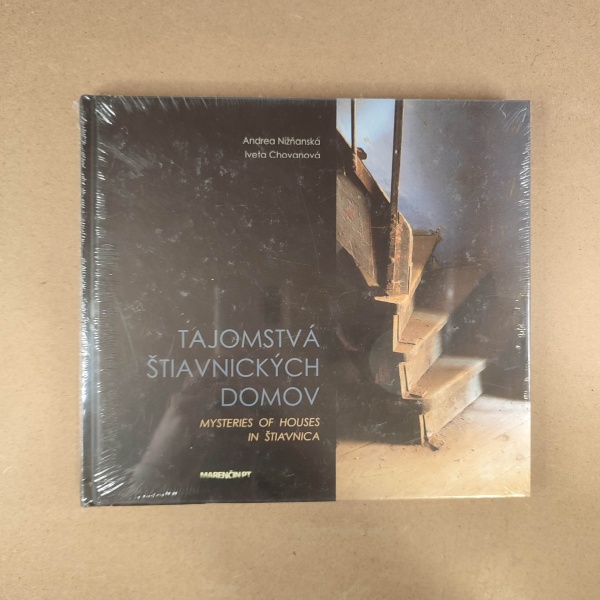 Andrea Nižňanská
Iveta Chovanová
TAJOMSTVÁ
ŠTIAVNICKÝCH
DOMOV
MYSTERIES OF HOUSES
IN ŠTIAVNICA
MARENČIN PT